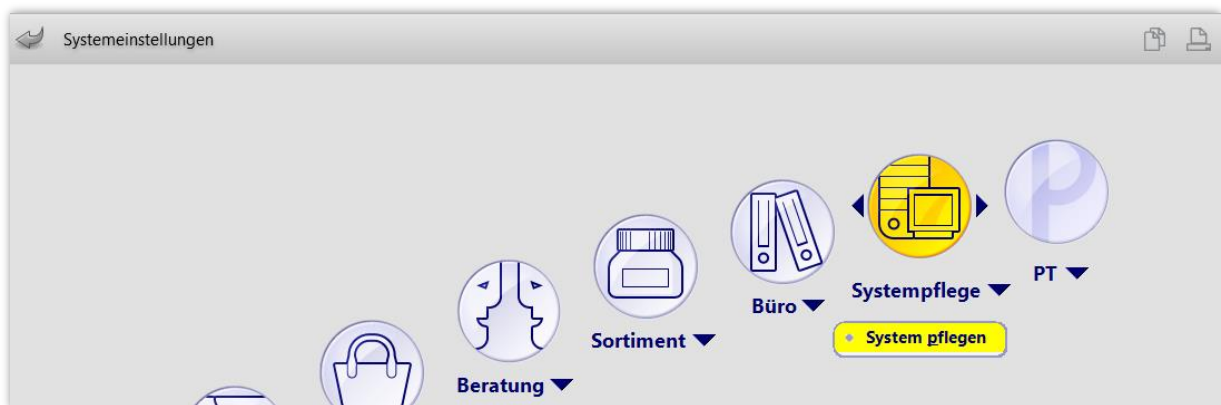 Systemeinstellungen
PT
Systempflege
Büro
System pflegen
Sortiment
Beratung